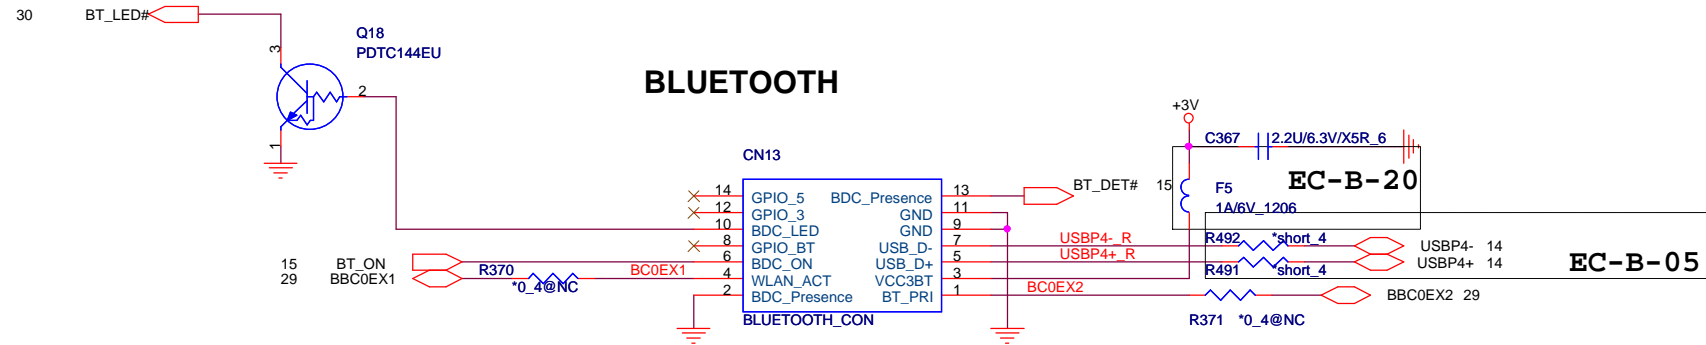 30 BT_LED#
Q18
PDTC144EU
3
2
1
BLUETOOTH
+3V
C367 2.2U/6.3V/X5R_6
EC-B-20
F5
1A/6V_1206
CN13
14 GPIO_5 BDC_Presence 13 BT_DET# 15
12 GPIO_3 GND 11
10 BDC_LED GND 9
8 GPIO_BT USB_D- 7 USBP4-_R R492 *short_4 USBP4- 14
15 BT_ON 6 BDC_ON USB_D+ 5 USBP4+_R R491 *short_4 USBP4+ 14
EC-B-05
29 BBC0EX1 R370 *0_4@NC BC0EX1 4 WLAN_ACT VCC3BT 3
2 BDC_Presence BT_PRI 1 BC0EX2 BBC0EX2 29
BLUETOOTH_CON
R371 *0_4@NC